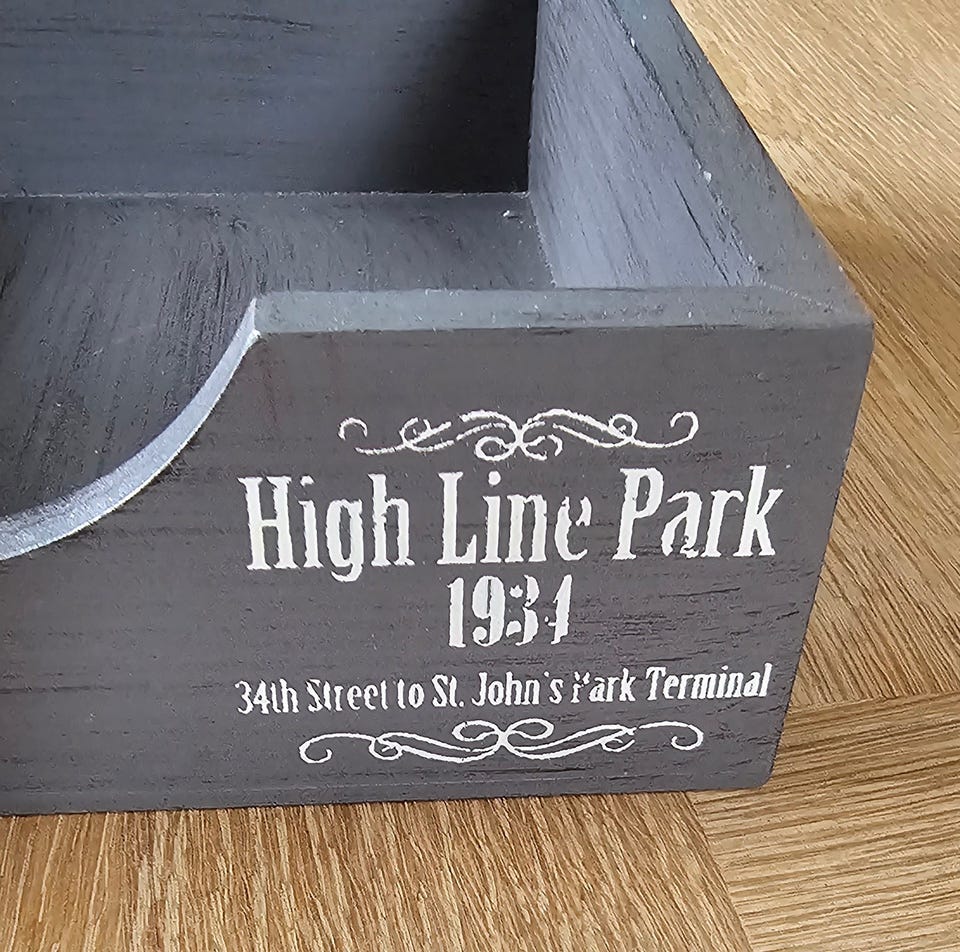 High Line Park
1934
34th Street to St. John's Park Terminal